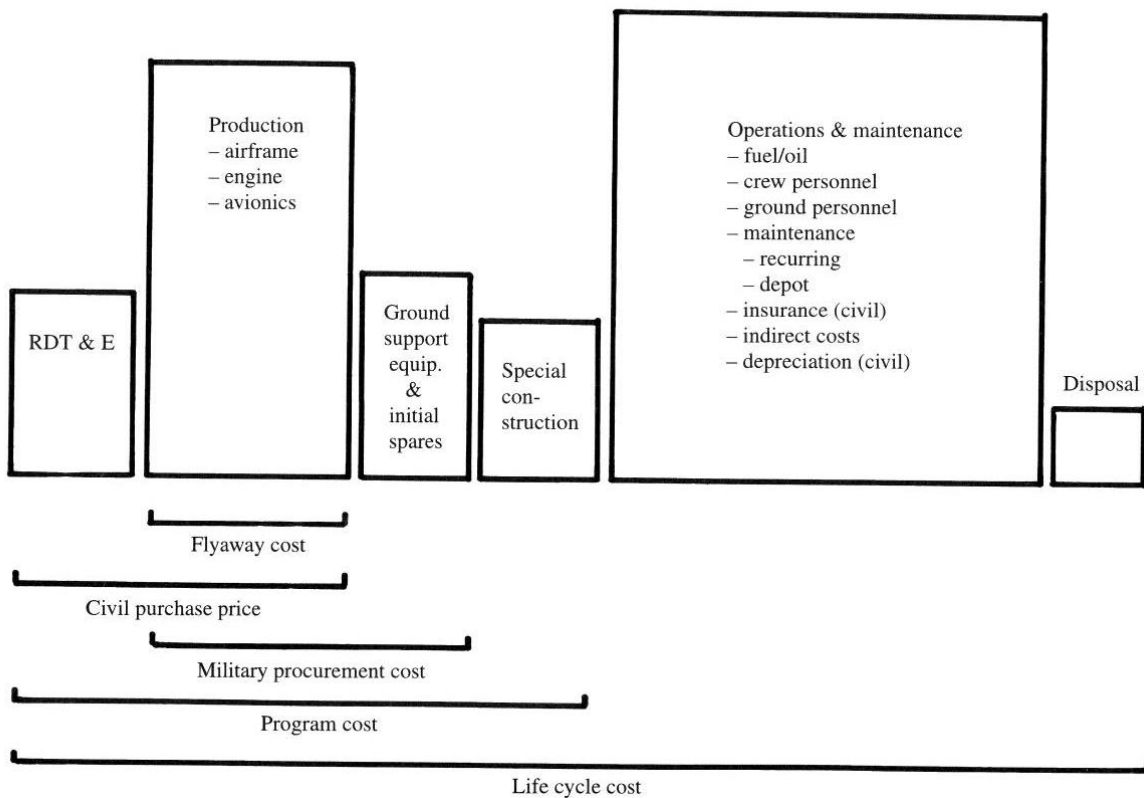 RDT & E
Production
– airframe
– engine
– avionics
Ground
support
equip.
&
initial
spares
Special
con-
struction
Operations & maintenance
– fuel/oil
– crew personnel
– ground personnel
– maintenance
– recurring
– depot
– insurance (civil)
– indirect costs
– depreciation (civil)
Disposal
Flyaway cost
Civil purchase price
Military procurement cost
Program cost
Life cycle cost